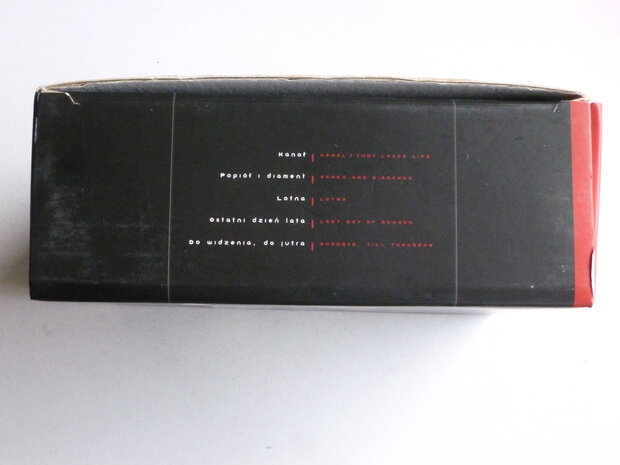 Kanał | KANAL / THEY LOVED LIFE
Popiół i diament | ASHES AND DIAMONDS
Lotna | LOTNA
Ostatni dzień lata | LAST DAY OF SUMMER
Do widzenia, do jutra | GOODBYE, TILL TOMORROW